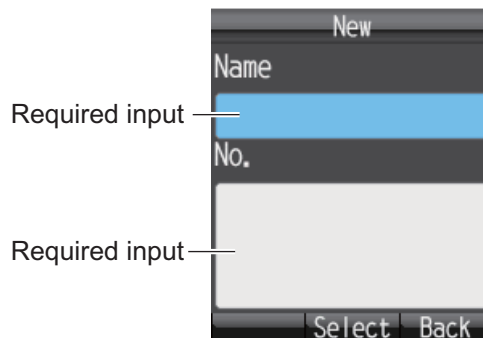 New
Name
Required input
No.
Required input
Select Back